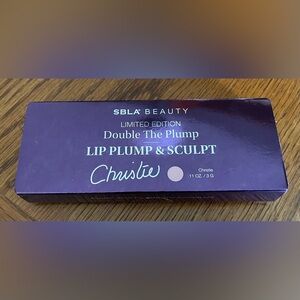 SBLA® BEAUTY
LIMITED EDITION
Double The Plump
LIP PLUMP & SCULPT
Christie
Christie
.11 OZ. / 3 G